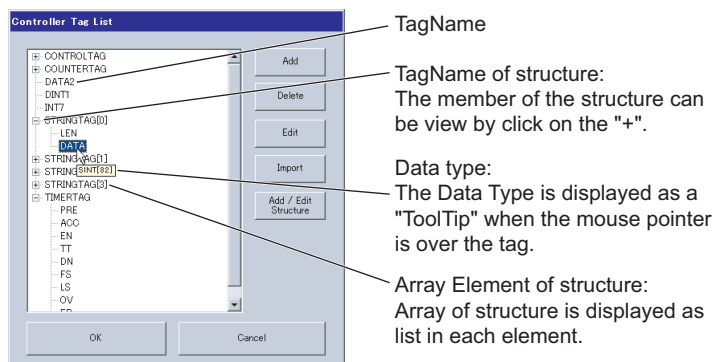 Controller Tag List
CONTROLTAG
COUNTERTAG
DATA2
DINT1
INT7
STRINGTAG[0]
LEN
DATA
STRINGTAG[1]
STRING
SINT[82]
STRINGTAG[3]
TIMERTAG
PRE
ACC
EN
TT
DN
FS
LS
OV
Add
Delete
Edit
Import
Add / Edit
Structure
OK
Cancel
TagName
TagName of structure:
The member of the structure can
be view by click on the "+".
Data type:
The Data Type is displayed as a
"ToolTip" when the mouse pointer
is over the tag.
Array Element of structure:
Array of structure is displayed as
list in each element.